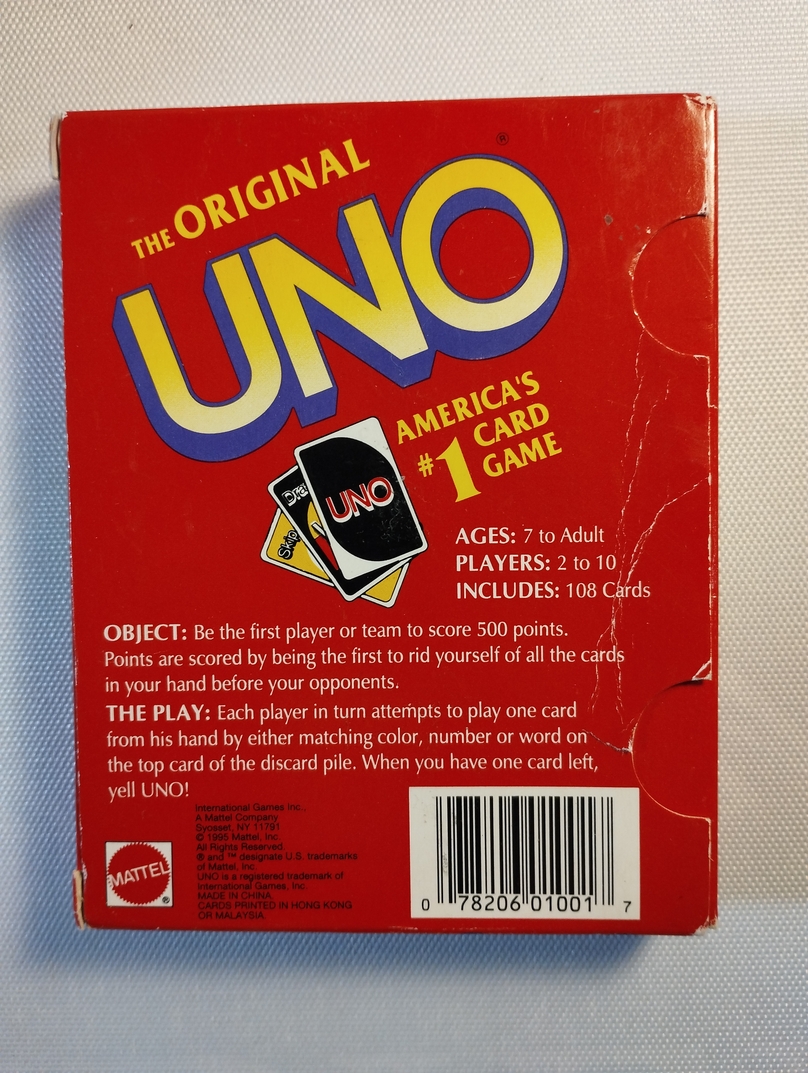 ®
THE ORIGINAL
UNO
AMERICA'S
#1 CARD
GAME
UNO
Dra
Skip
AGES: 7 to Adult
PLAYERS: 2 to 10
INCLUDES: 108 Cards
OBJECT: Be the first player or team to score 500 points.
Points are scored by being the first to rid yourself of all the cards
in your hand before your opponents.
THE PLAY: Each player in turn attempts to play one card
from his hand by either matching color, number or word on
the top card of the discard pile. When you have one card left,
yell UNO!
International Games Inc.,
A Mattel Company
Syosset, NY 11791
© 1995 Mattel, Inc.
All Rights Reserved.
® and ™ designate U.S. trademarks
of Mattel, Inc.
UNO is a registered trademark of
International Games, Inc.
MADE IN CHINA.
CARDS PRINTED IN HONG KONG
OR MALAYSIA.
MATTEL
®
0 78206 01001 7